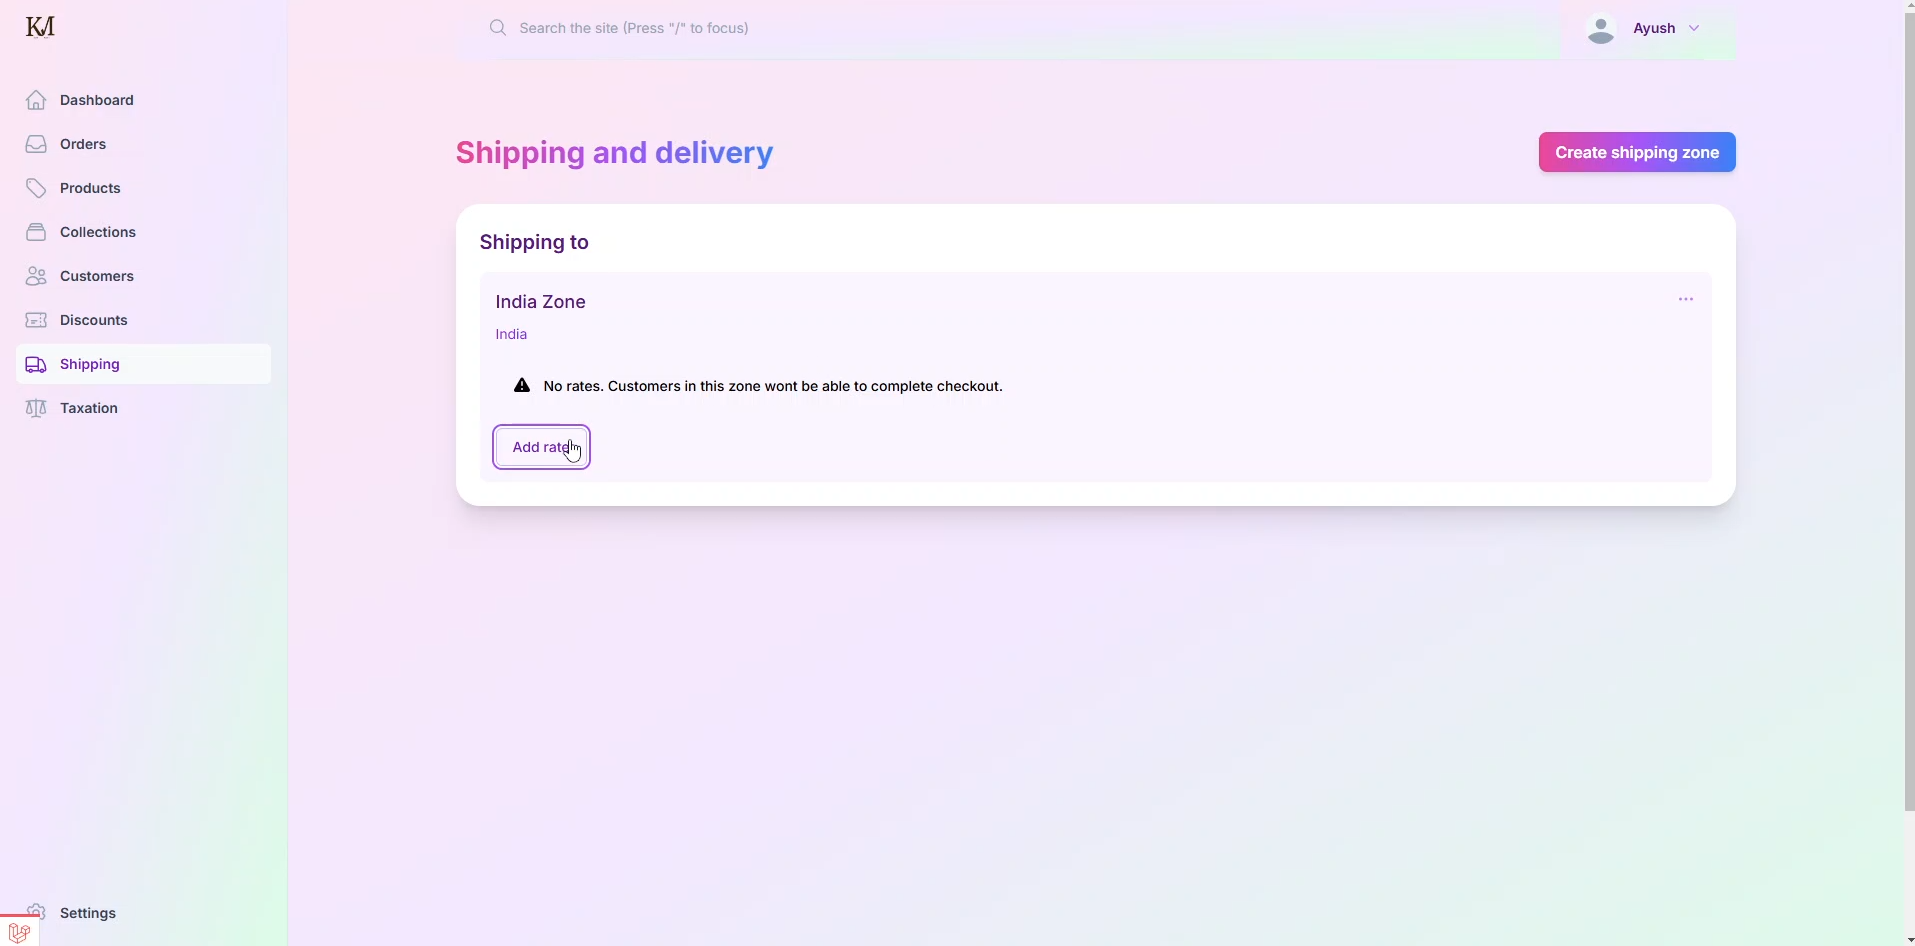 KM
Search the site (Press "/" to focus)
Ayush
Dashboard
Orders
Products
Collections
Customers
Discounts
Shipping
Taxation
Settings
Shipping and delivery
Create shipping zone
Shipping to
India Zone
India
No rates. Customers in this zone wont be able to complete checkout.
Add rate